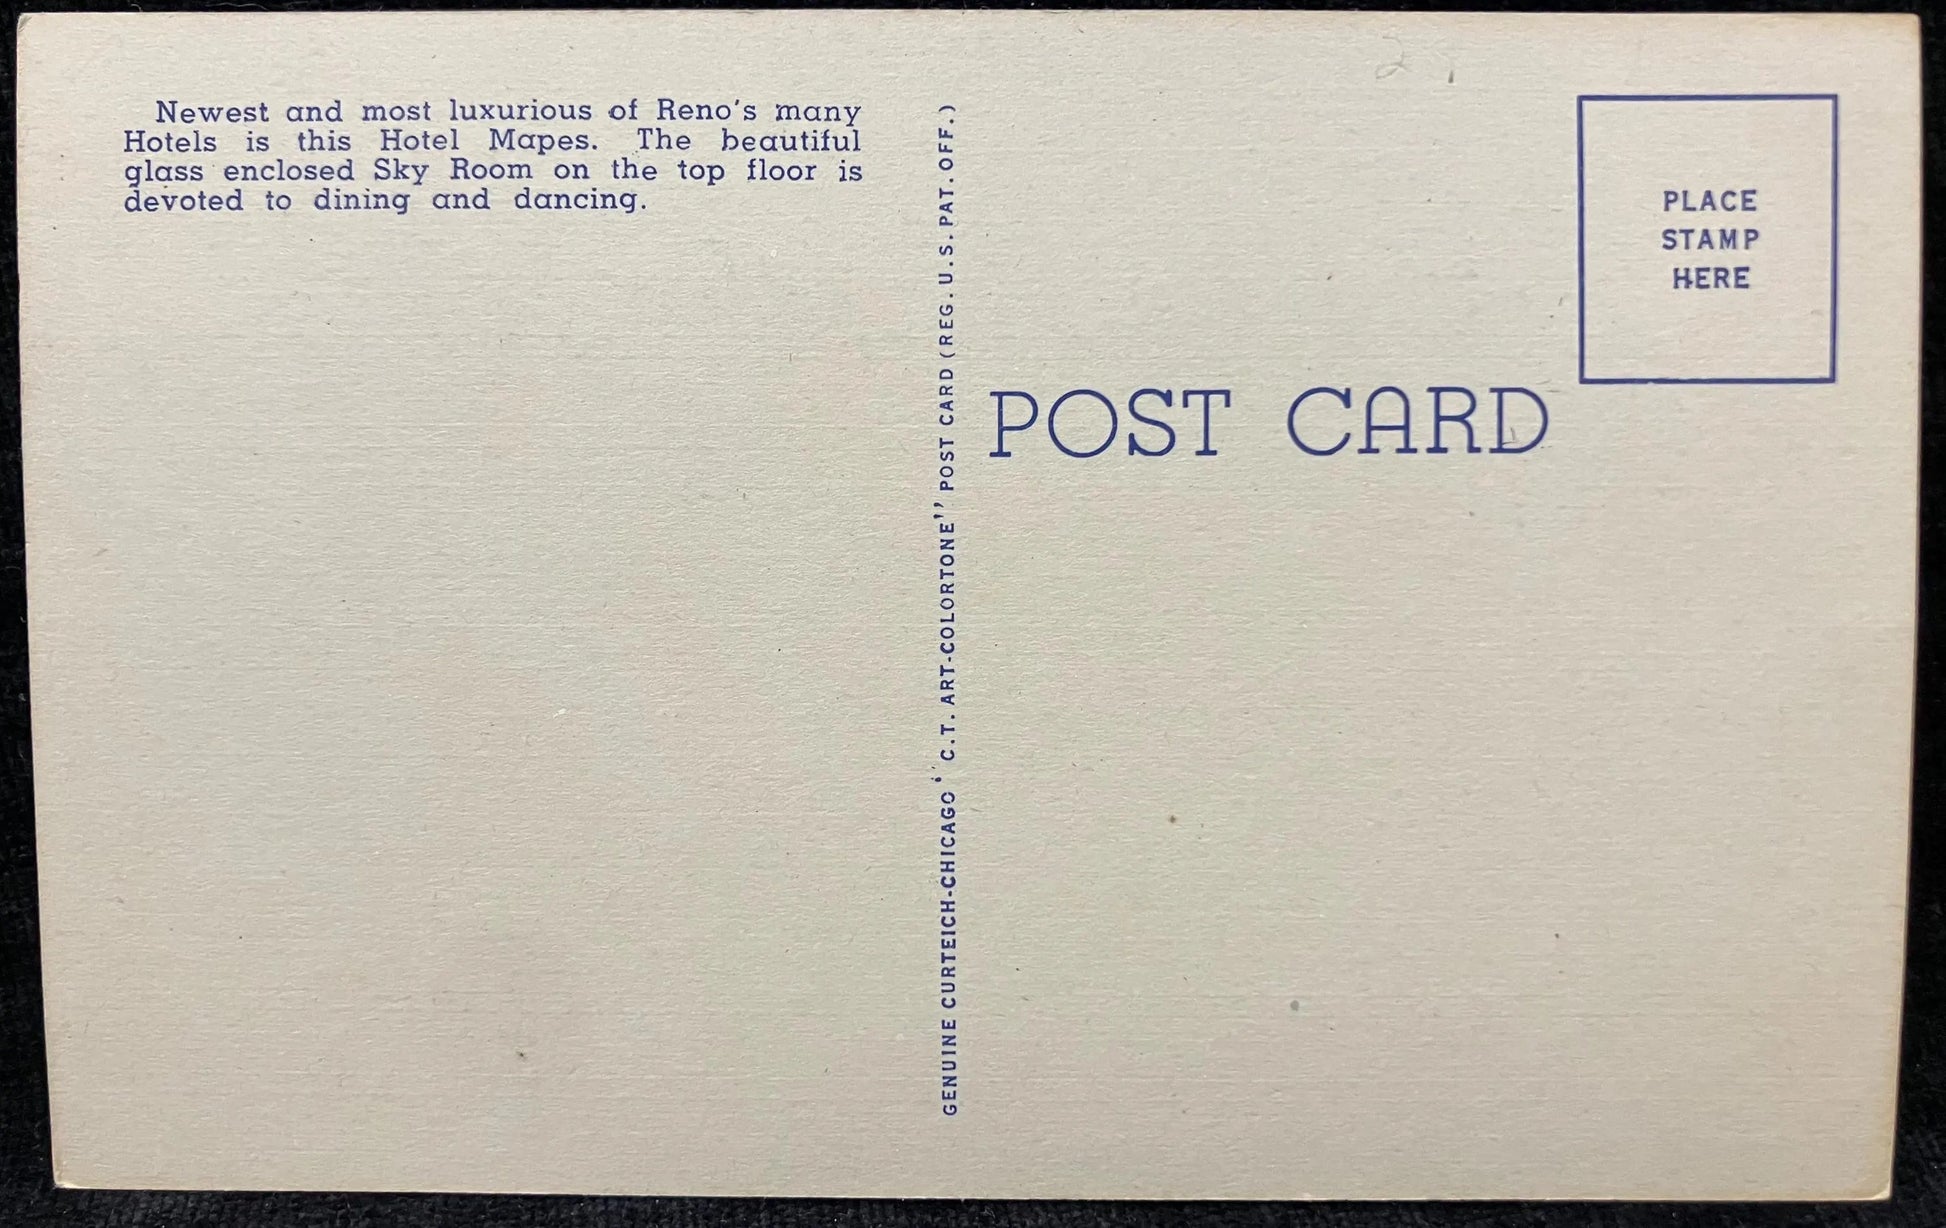 Newest and most luxurious of Reno's many
Hotels is this Hotel Mapes. The beautiful
glass enclosed Sky Room on the top floor is
devoted to dining and dancing.
GENUINE CURTEICH-CHICAGO "C.T. ART-COLORTONE" POST CARD (REG. U.S. PAT. OFF.)
PLACE
STAMP
HERE
POST CARD